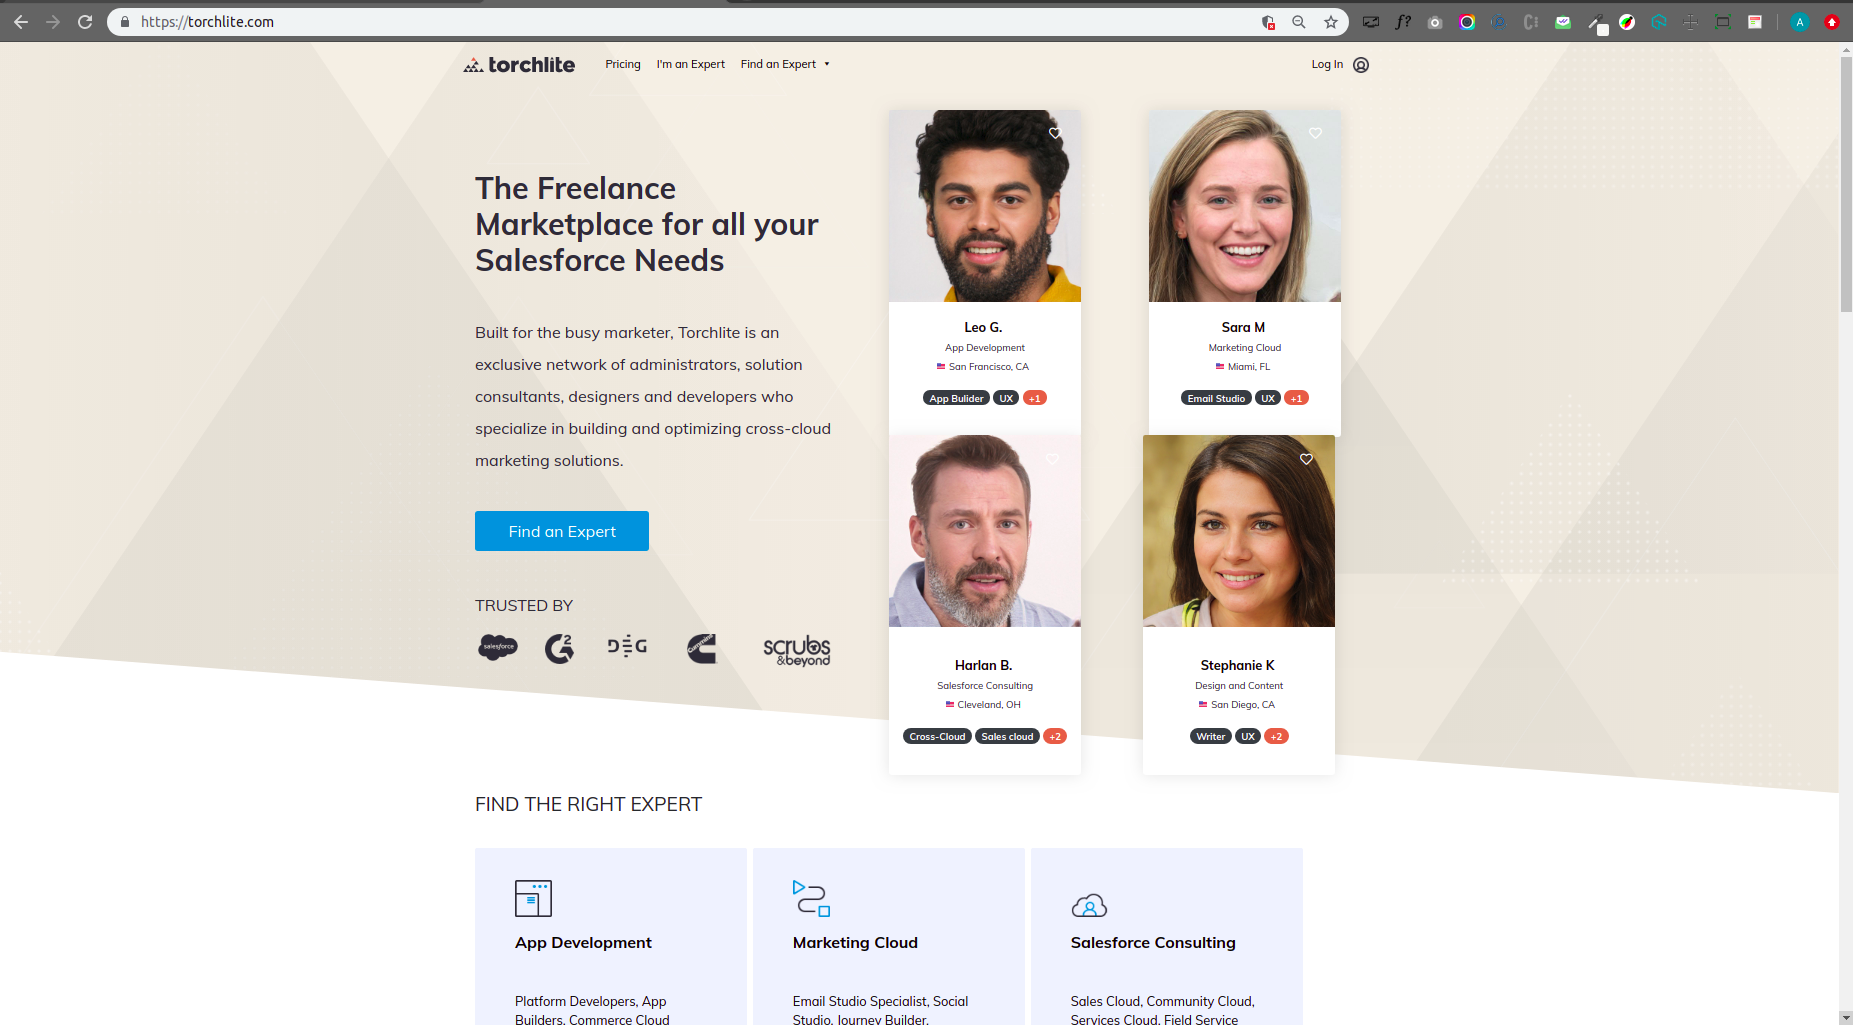 https://torchlite.com
f?
A
torchlite
Pricing
I'm an Expert
Find an Expert
Log In
The Freelance
Marketplace for all your
Salesforce Needs
Built for the busy marketer, Torchlite is an
exclusive network of administrators, solution
consultants, designers and developers who
specialize in building and optimizing cross-cloud
marketing solutions.
Find an Expert
TRUSTED BY
salesforce
G2
DEG
Cummins
scrubs
&beyond
Leo G.
App Development
San Francisco, CA
App Bulider UX +1
Sara M
Marketing Cloud
Miami, FL
Email Studio UX +1
Harlan B.
Salesforce Consulting
Cleveland, OH
Cross-Cloud Sales cloud +2
Stephanie K
Design and Content
San Diego, CA
Writer UX +2
FIND THE RIGHT EXPERT
App Development
Platform Developers, App
Builders, Commerce Cloud
Marketing Cloud
Email Studio Specialist, Social
Studio, Journey Builder,
Salesforce Consulting
Sales Cloud, Community Cloud,
Services Cloud, Field Service